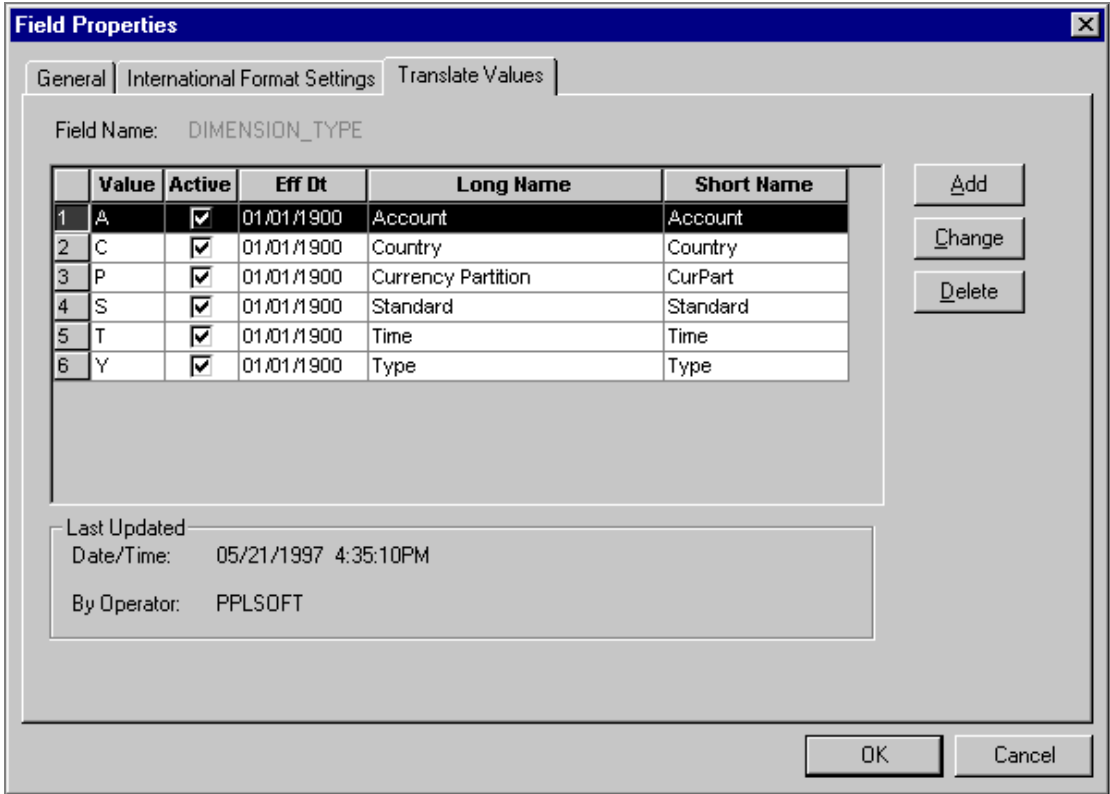 Field Properties
General International Format Settings Translate Values
Field Name: DIMENSION_TYPE
Value Active Eff Dt Long Name Short Name
1 A 01/01/1900 Account Account
2 C 01/01/1900 Country Country
3 P 01/01/1900 Currency Partition CurPart
4 S 01/01/1900 Standard Standard
5 T 01/01/1900 Time Time
6 Y 01/01/1900 Type Type
Add
Change
Delete
Last Updated
Date/Time: 05/21/1997 4:35:10PM
By Operator: PPLSOFT
OK Cancel